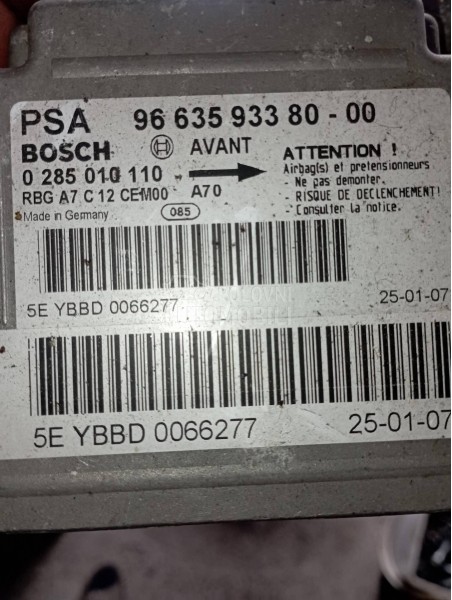 PSA 96 635 933 80 - 00
BOSCH AVANT
0 285 010 110
RBG A7 C 12 CEM00 A70
Made in Germany 085
ATTENTION !
Airbag(s) et pretensionneurs
- Ne pas demonter.
- RISQUE DE DECLENCHEMENT!
- Consulter la notice.
5E YBBD 0066277 25-01-07
5E YBBD 0066277 25-01-07